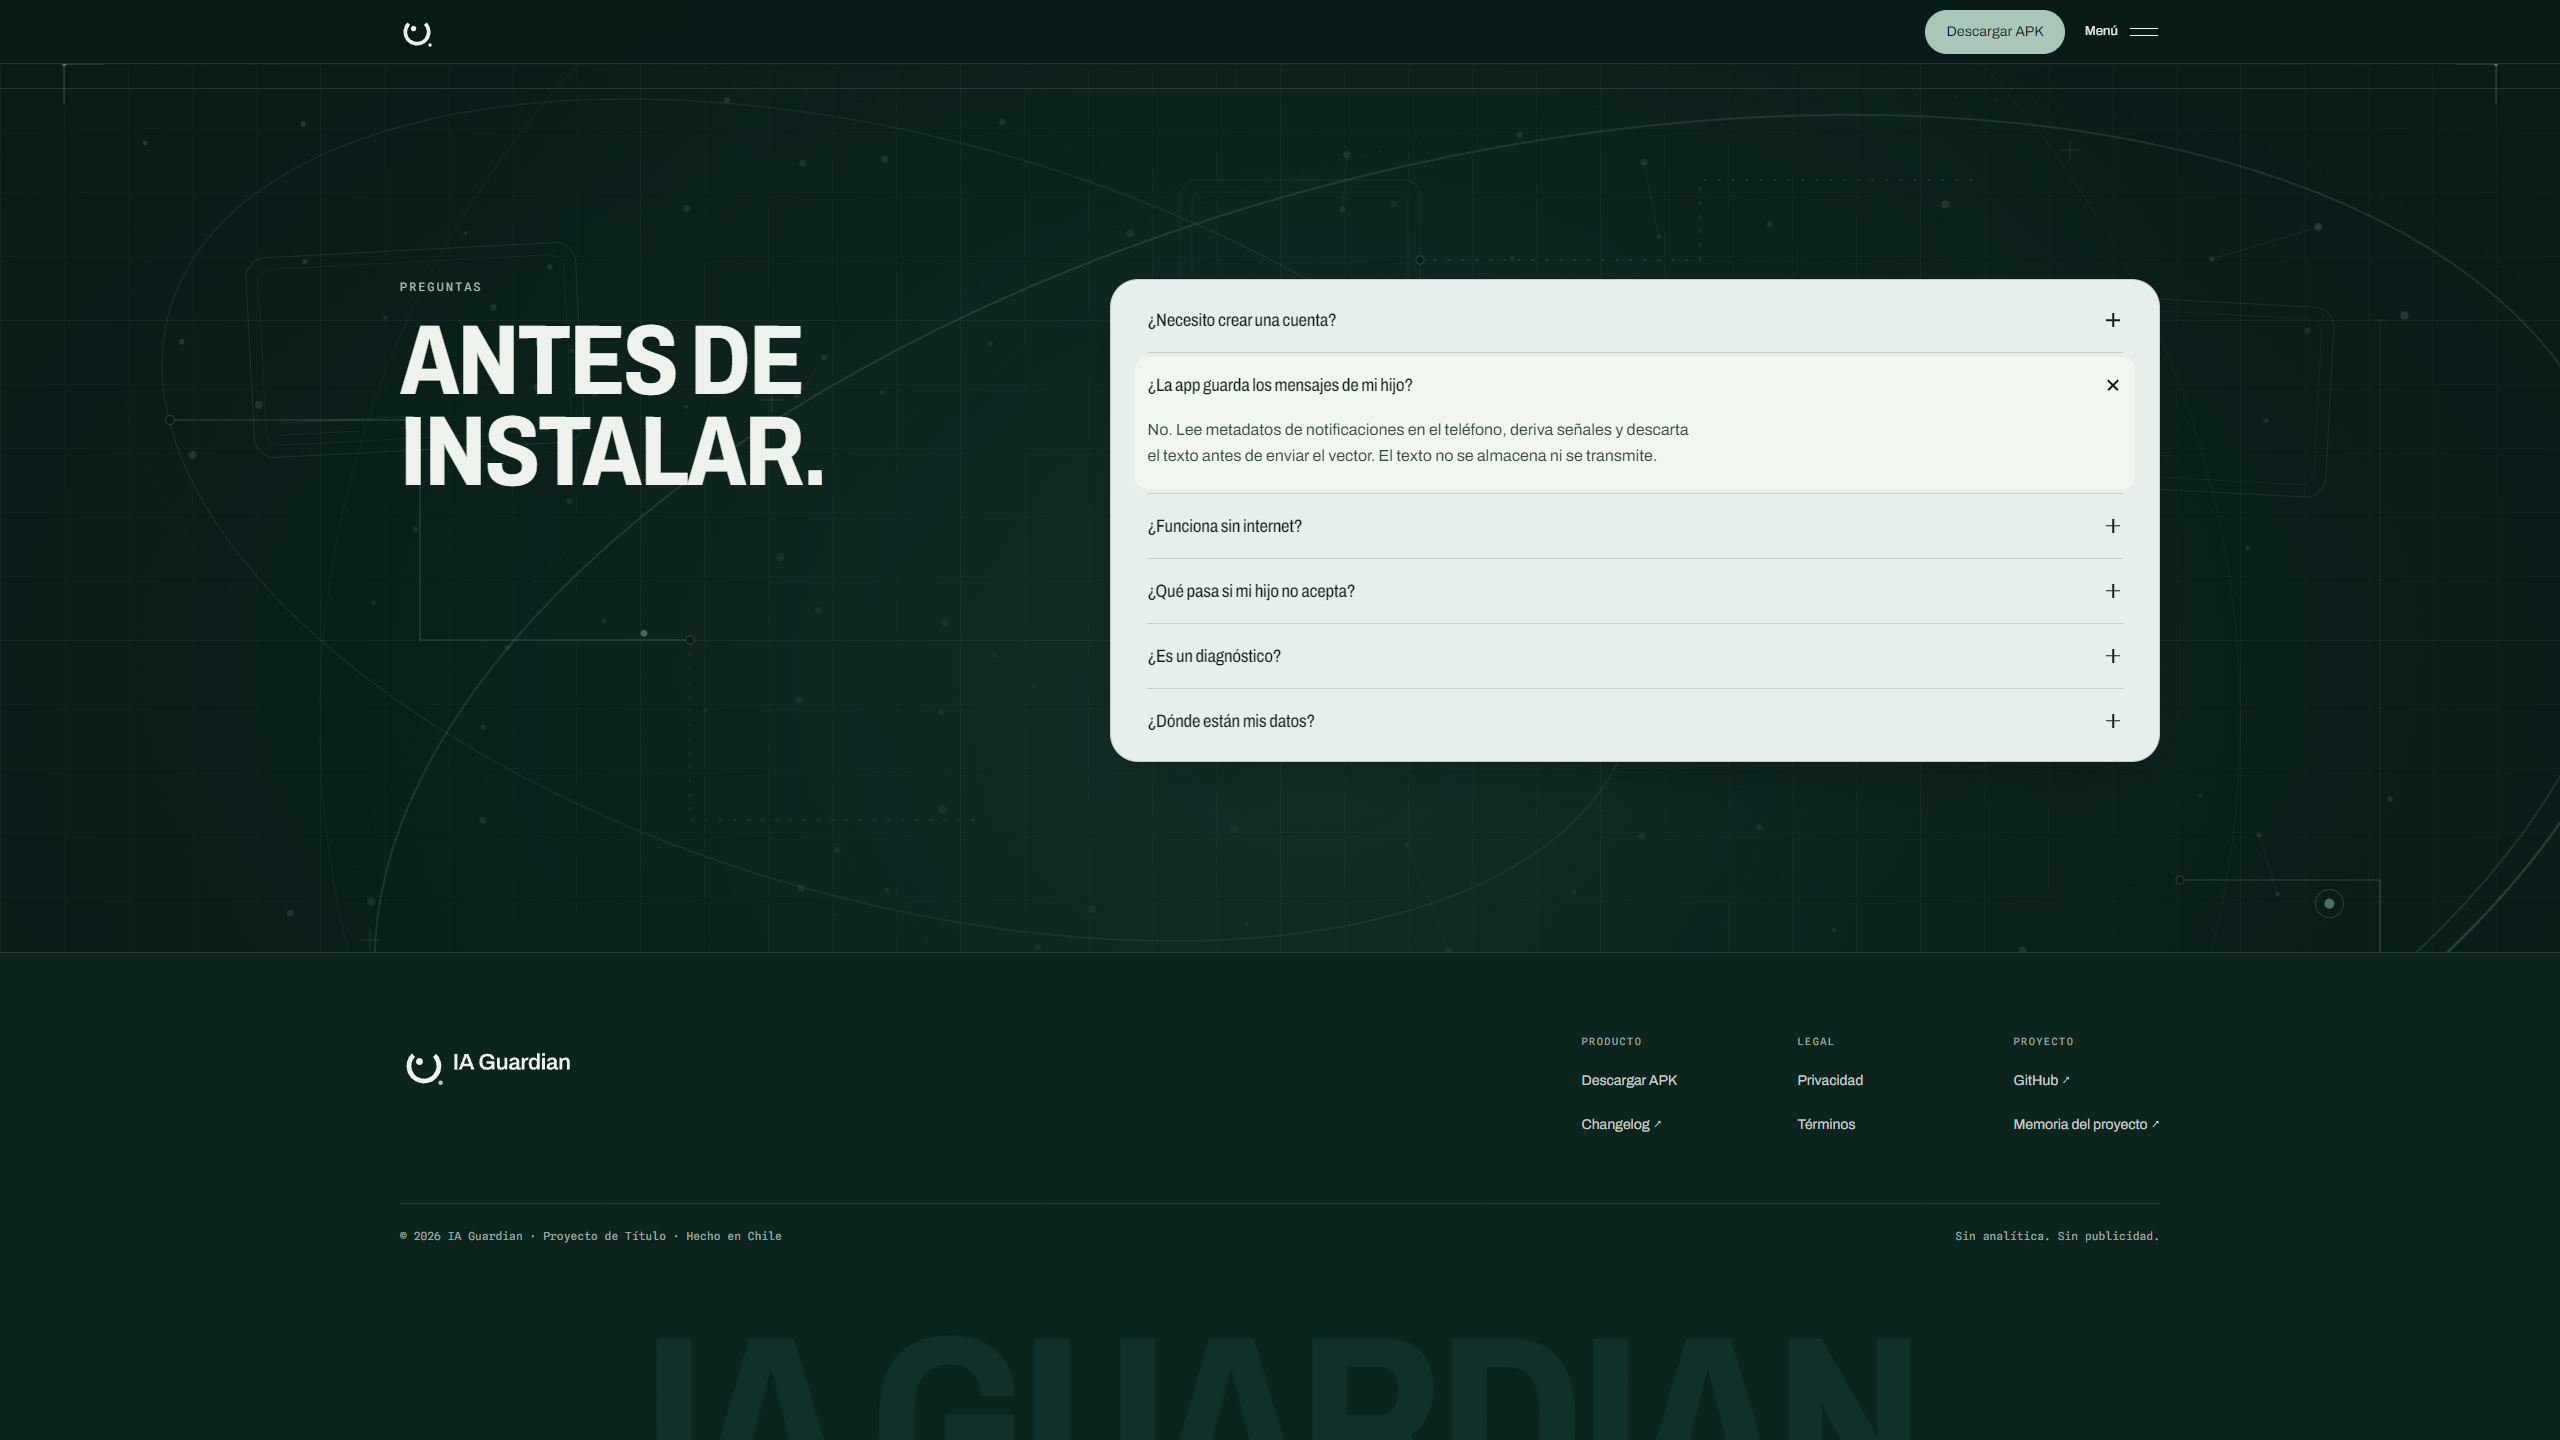 Descargar APK
Menú
PREGUNTAS
ANTES DE
INSTALAR.
¿Necesito crear una cuenta?
¿La app guarda los mensajes de mi hijo?
No. Lee metadatos de notificaciones en el teléfono, deriva señales y descarta
el texto antes de enviar el vector. El texto no se almacena ni se transmite.
¿Funciona sin internet?
¿Qué pasa si mi hijo no acepta?
¿Es un diagnóstico?
¿Dónde están mis datos?
IA Guardian
PRODUCTO
Descargar APK
Changelog ↗
LEGAL
Privacidad
Términos
PROYECTO
GitHub ↗
Memoria del proyecto ↗
© 2026 IA Guardian · Proyecto de Título · Hecho en Chile
Sin analítica. Sin publicidad.
IA GUARDIAN